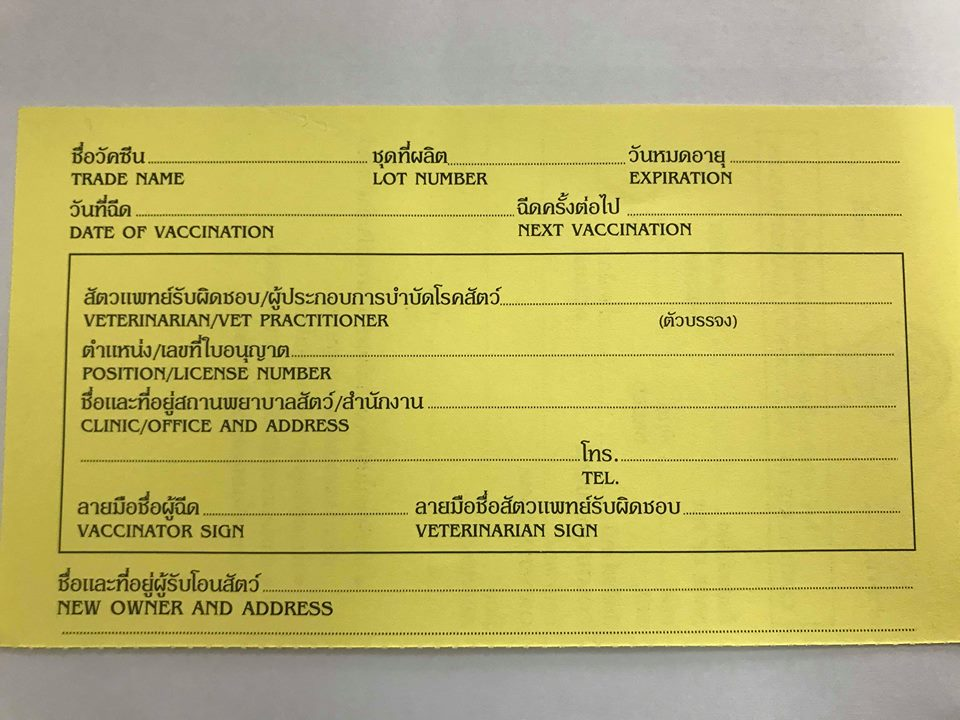 ชื่อวัคซีน ชุดที่ผลิต วันหมดอายุ
TRADE NAME LOT NUMBER EXPIRATION
วันที่ฉีด ฉีดครั้งต่อไป
DATE OF VACCINATION NEXT VACCINATION
สัตวแพทย์รับผิดชอบ/ผู้ประกอบการบำบัดโรคสัตว์
VETERINARIAN/VET PRACTITIONER (ตัวบรรจง)
ตำแหน่ง/เลขที่ใบอนุญาต
POSITION/LICENSE NUMBER
ชื่อและที่อยู่สถานพยาบาลสัตว์/สำนักงาน
CLINIC/OFFICE AND ADDRESS
โทร.
TEL.
ลายมือชื่อผู้ฉีด ลายมือชื่อสัตวแพทย์รับผิดชอบ
VACCINATOR SIGN VETERINARIAN SIGN
ชื่อและที่อยู่ผู้รับโอนสัตว์
NEW OWNER AND ADDRESS